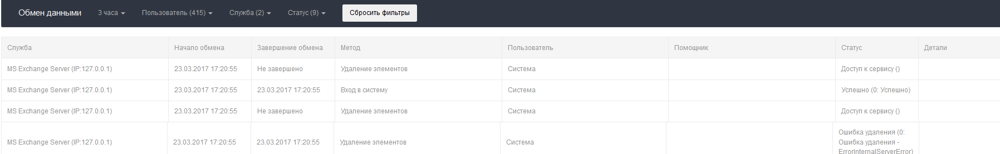 Обмен данными 3 часа Пользователь (415) Служба (2) Статус (9) Сбросить фильтры
Служба Начало обмена Завершение обмена Метод Пользователь Помощник Статус Детали
MS Exchange Server (IP:127.0.0.1) 23.03.2017 17:20:55 Не завершено Удаление элементов Система Доступ к сервису ()
MS Exchange Server (IP:127.0.0.1) 23.03.2017 17:20:55 23.03.2017 17:20:55 Вход в систему Система Успешно (0: Успешно)
MS Exchange Server (IP:127.0.0.1) 23.03.2017 17:20:55 Не завершено Удаление элементов Система Доступ к сервису ()
MS Exchange Server (IP:127.0.0.1) 23.03.2017 17:20:55 23.03.2017 17:20:55 Удаление элементов Система Ошибка удаления (0:
Ошибка удаления -
ErrorInternalServerError)